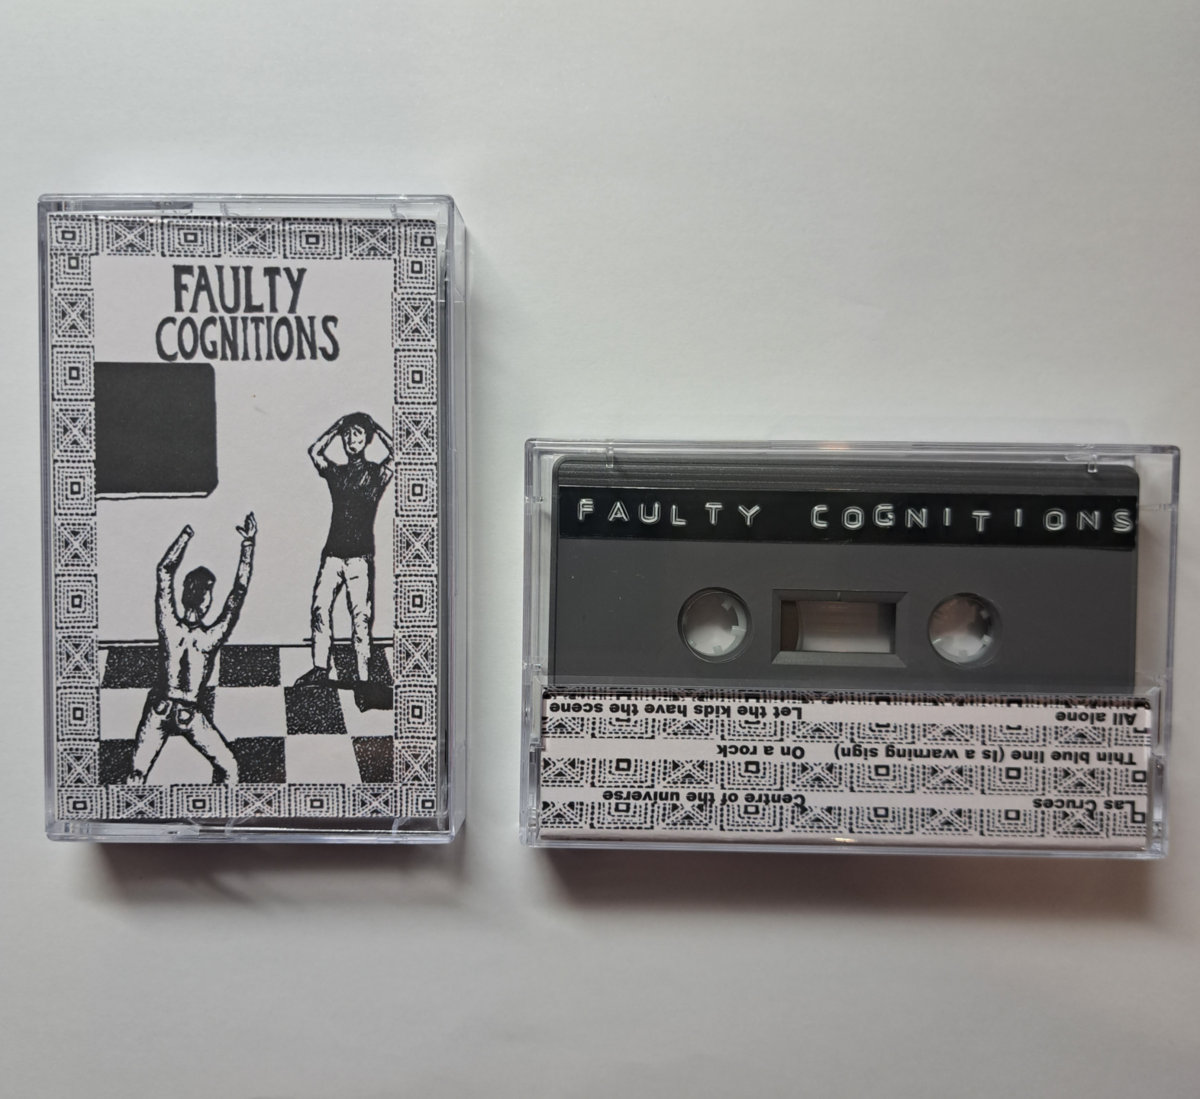 FAULTY
COGNITIONS
FAULTY COGNITIONS
Las Cruces Centre of the universe
Thin blue line (Is a warning sign) On a rock
All alone Let the kids have the scene